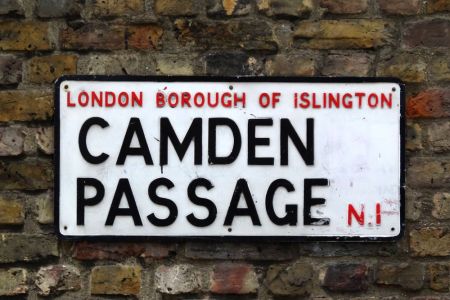 LONDON BOROUGH OF ISLINGTON
CAMDEN
PASSAGE N.1